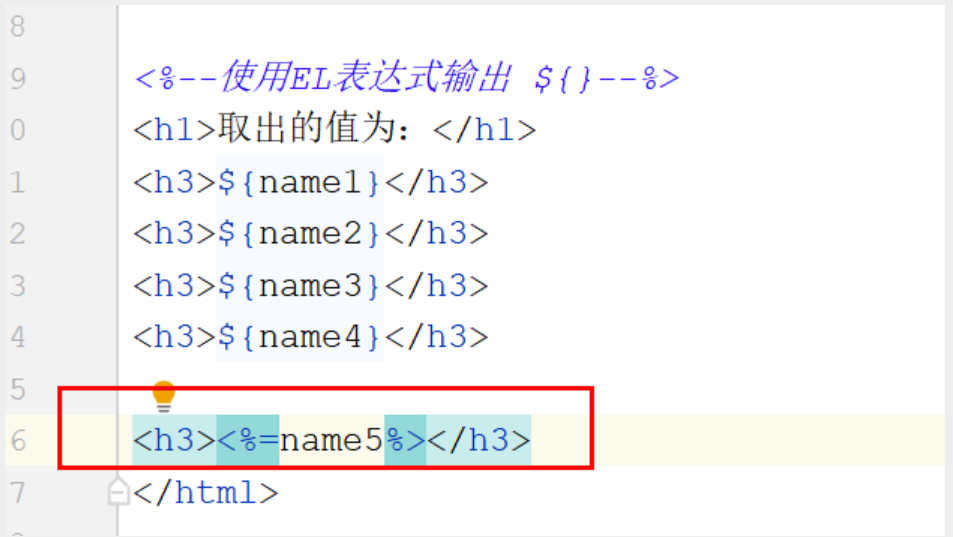 8
9 <%--使用EL表达式输出 ${}--%>
0 <h1>取出的值为：</h1>
1 <h3>${name1}</h3>
2 <h3>${name2}</h3>
3 <h3>${name3}</h3>
4 <h3>${name4}</h3>
5
6 <h3><%=name5%></h3>
7 </html>